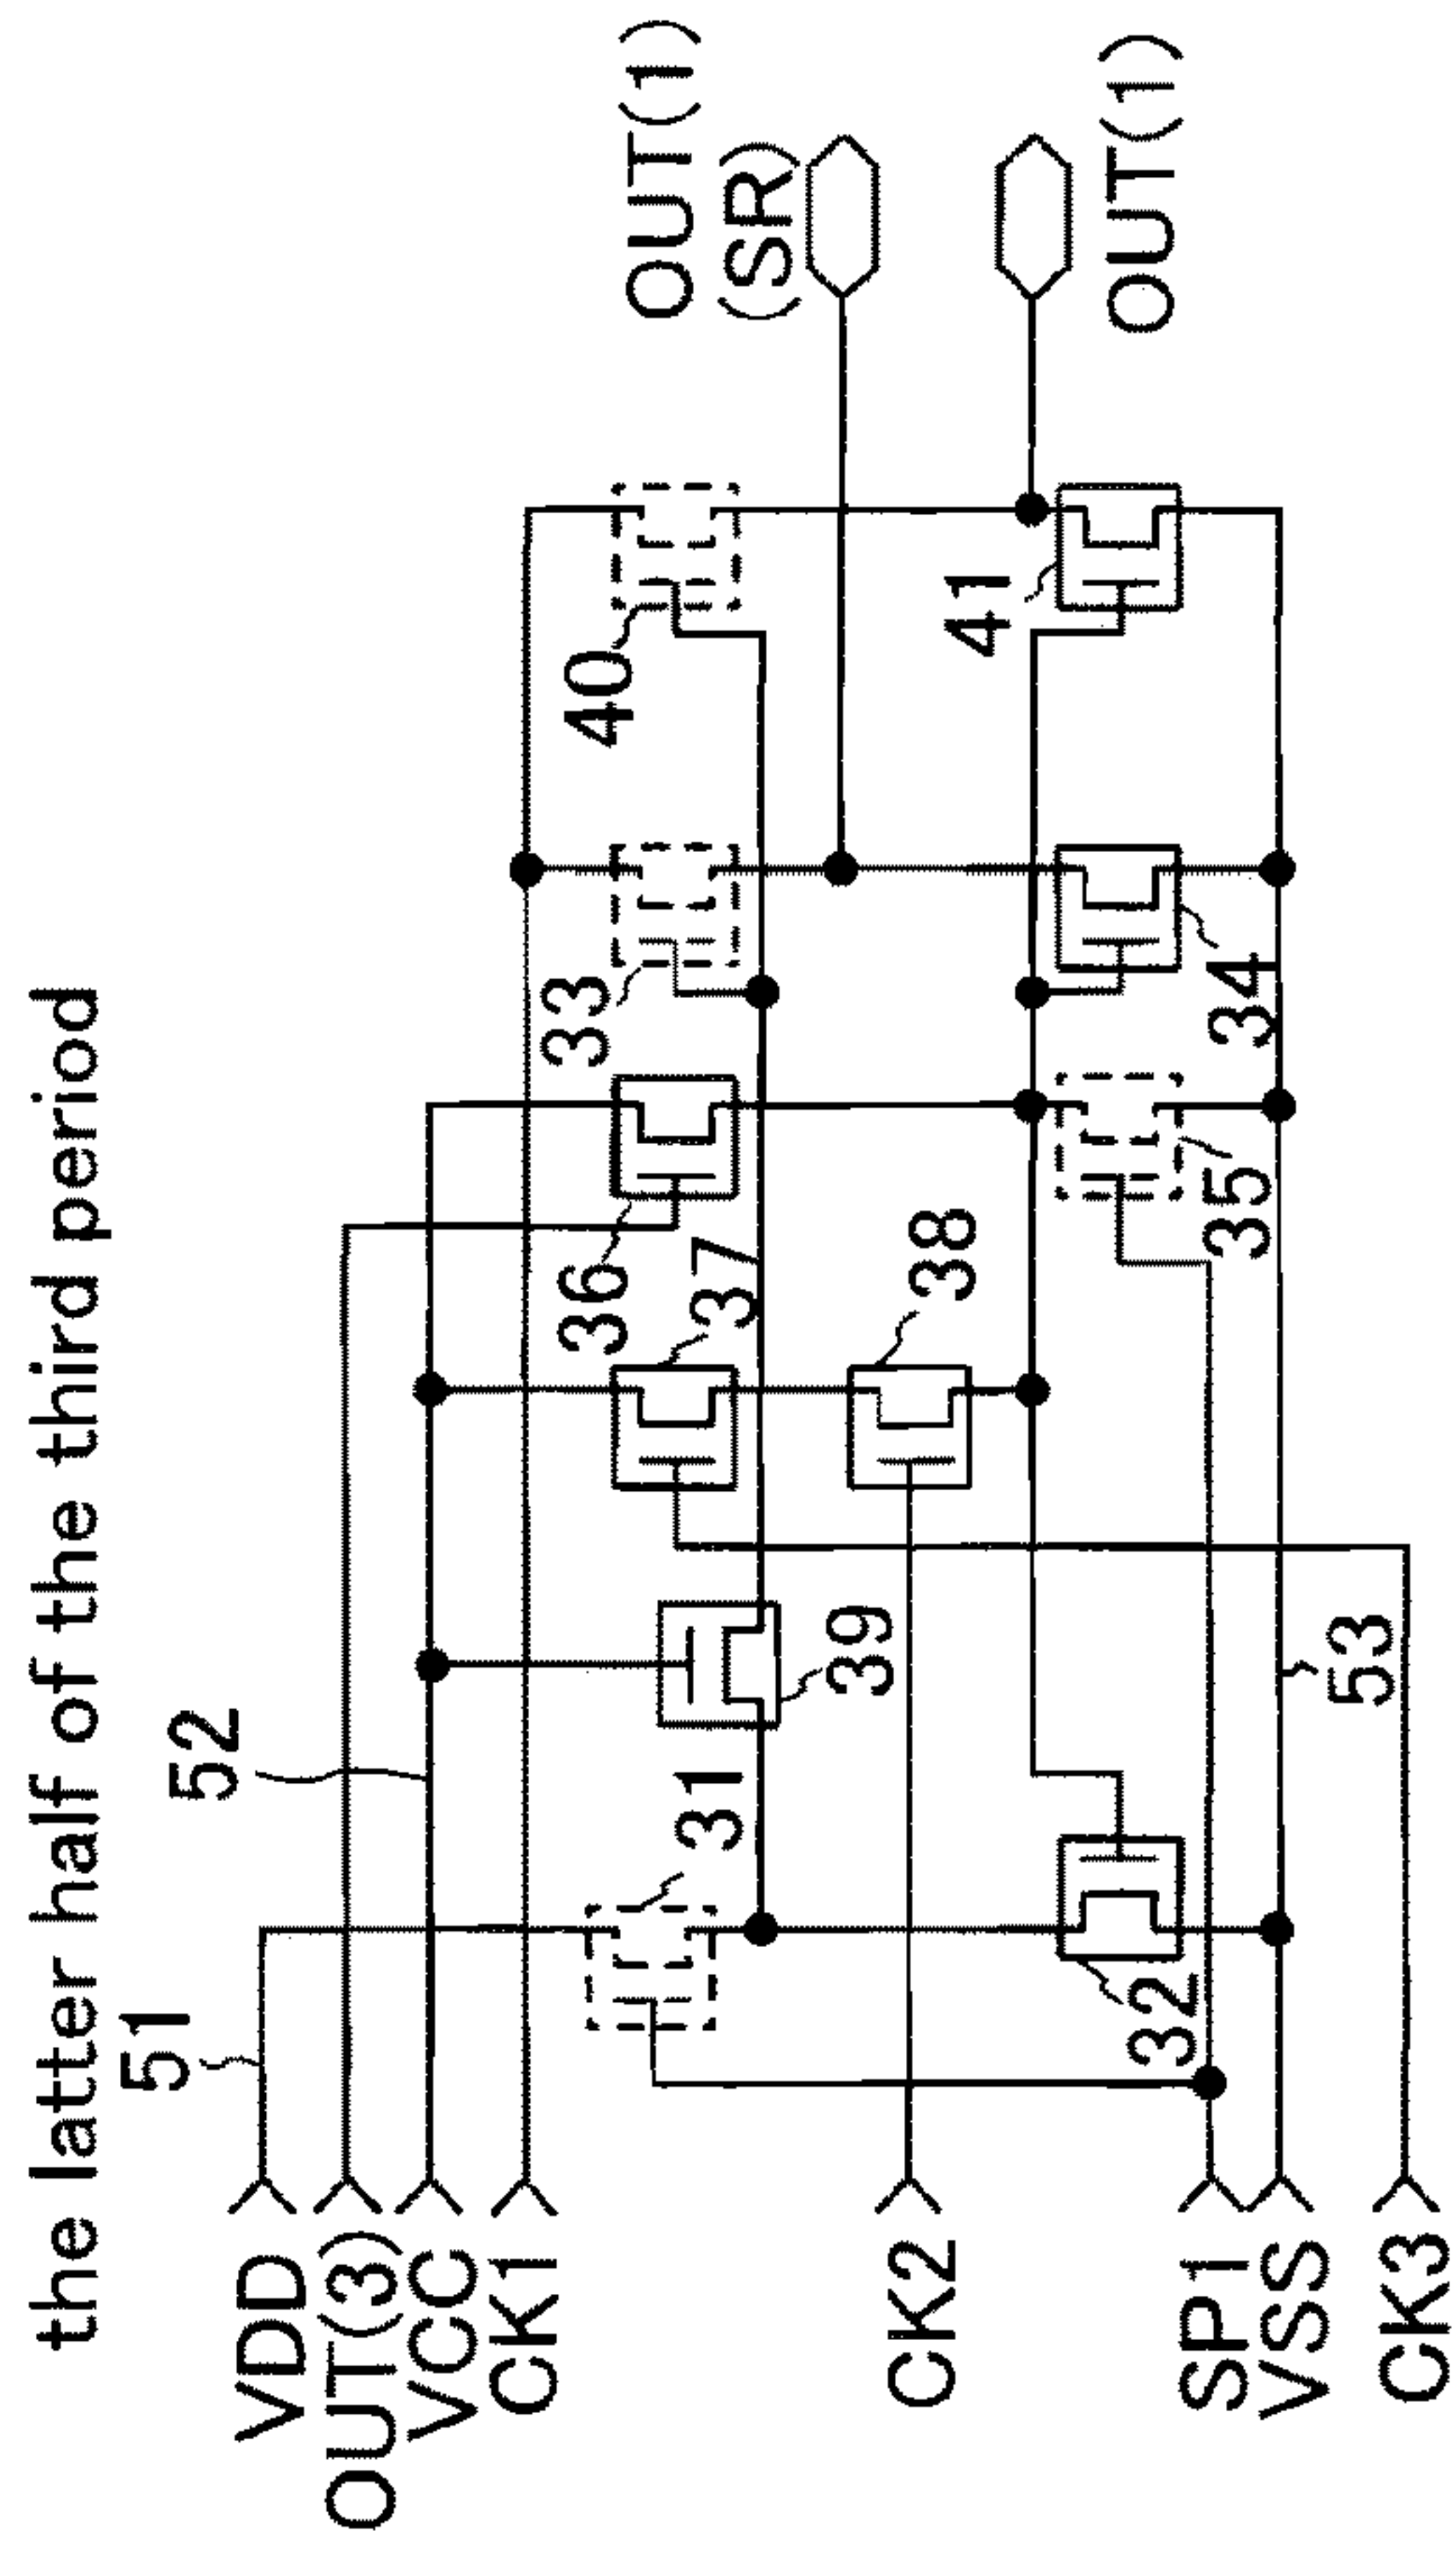 the latter half of the third period
51
52
VDD
OUT(3)
VCC
CK1
CK2
SP1
VSS
CK3
31
32
39
37
38
36
35
33
34
40
41
53
OUT(1)
(SR)
OUT(1)